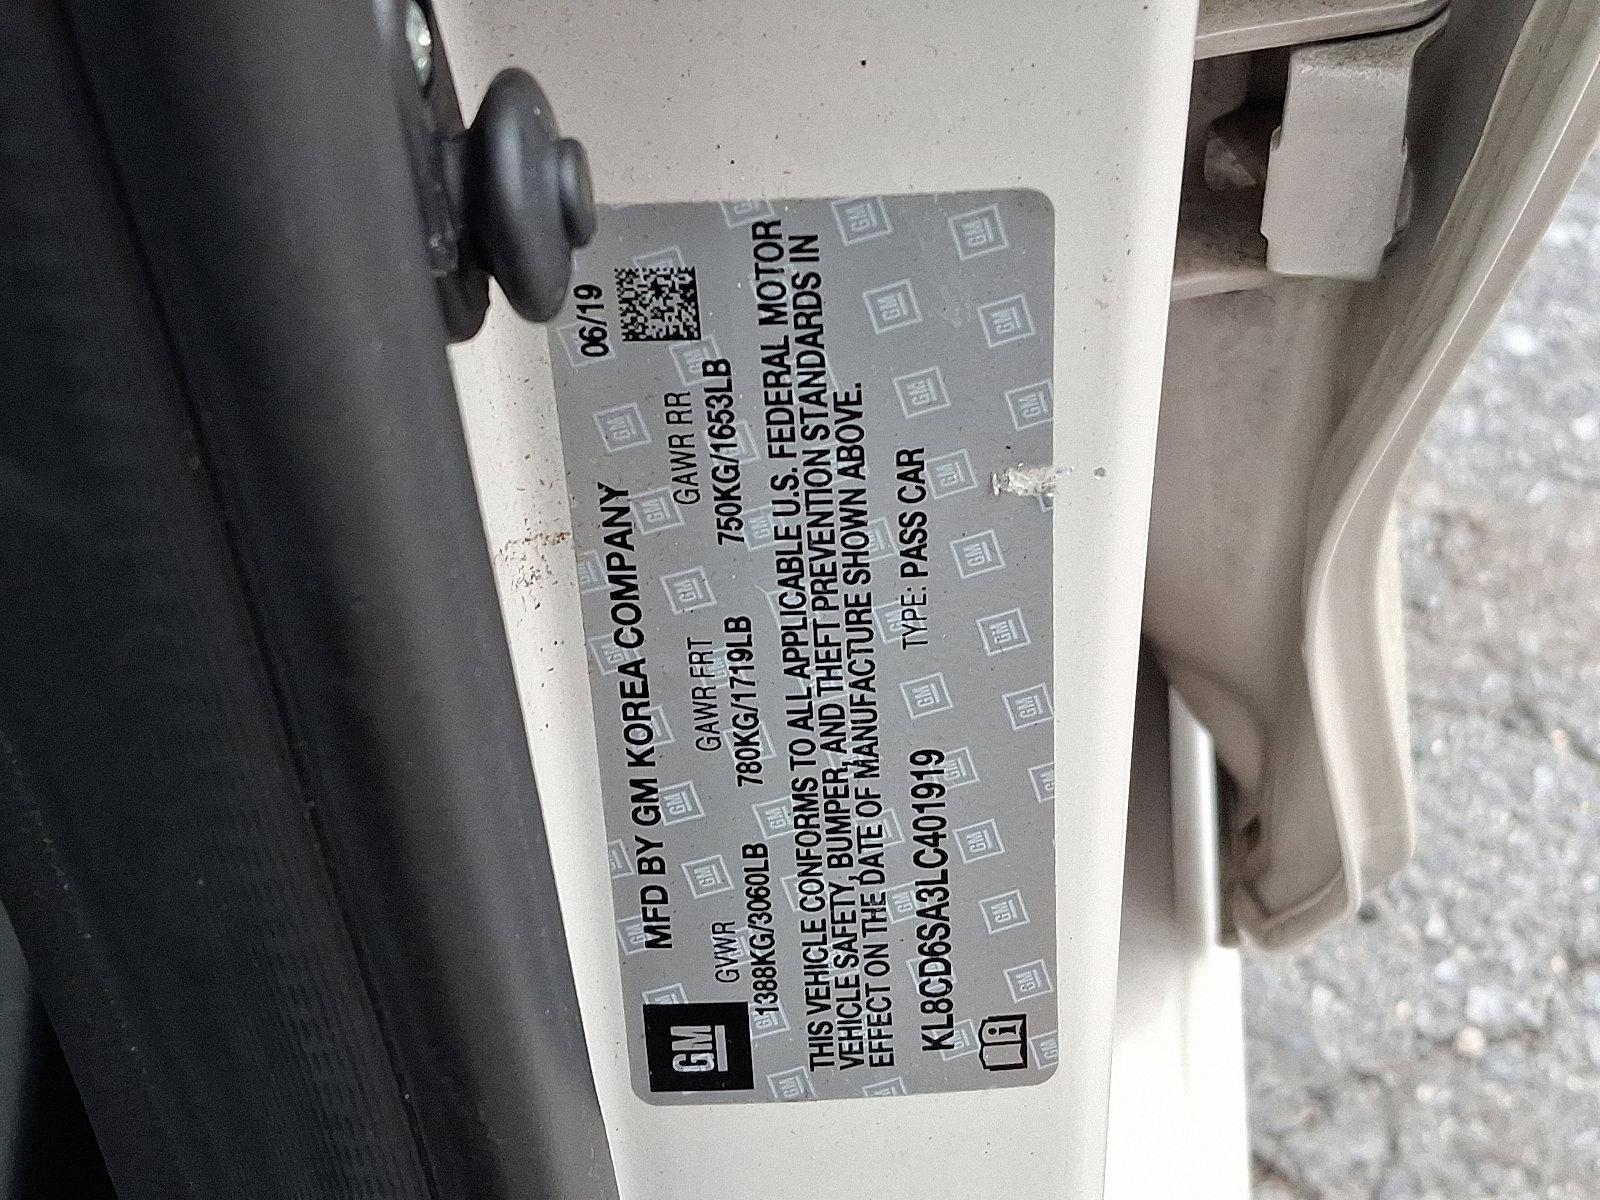 GM
MFD BY GM KOREA COMPANY
06/19
GVWR GAWR FRT GAWR RR
1388KG/3060LB 780KG/1719LB 750KG/1653LB
THIS VEHICLE CONFORMS TO ALL APPLICABLE U.S. FEDERAL MOTOR
VEHICLE SAFETY, BUMPER, AND THEFT PREVENTION STANDARDS IN
EFFECT ON THE DATE OF MANUFACTURE SHOWN ABOVE.
KL8CD6SA3LC401919 TYPE: PASS CAR